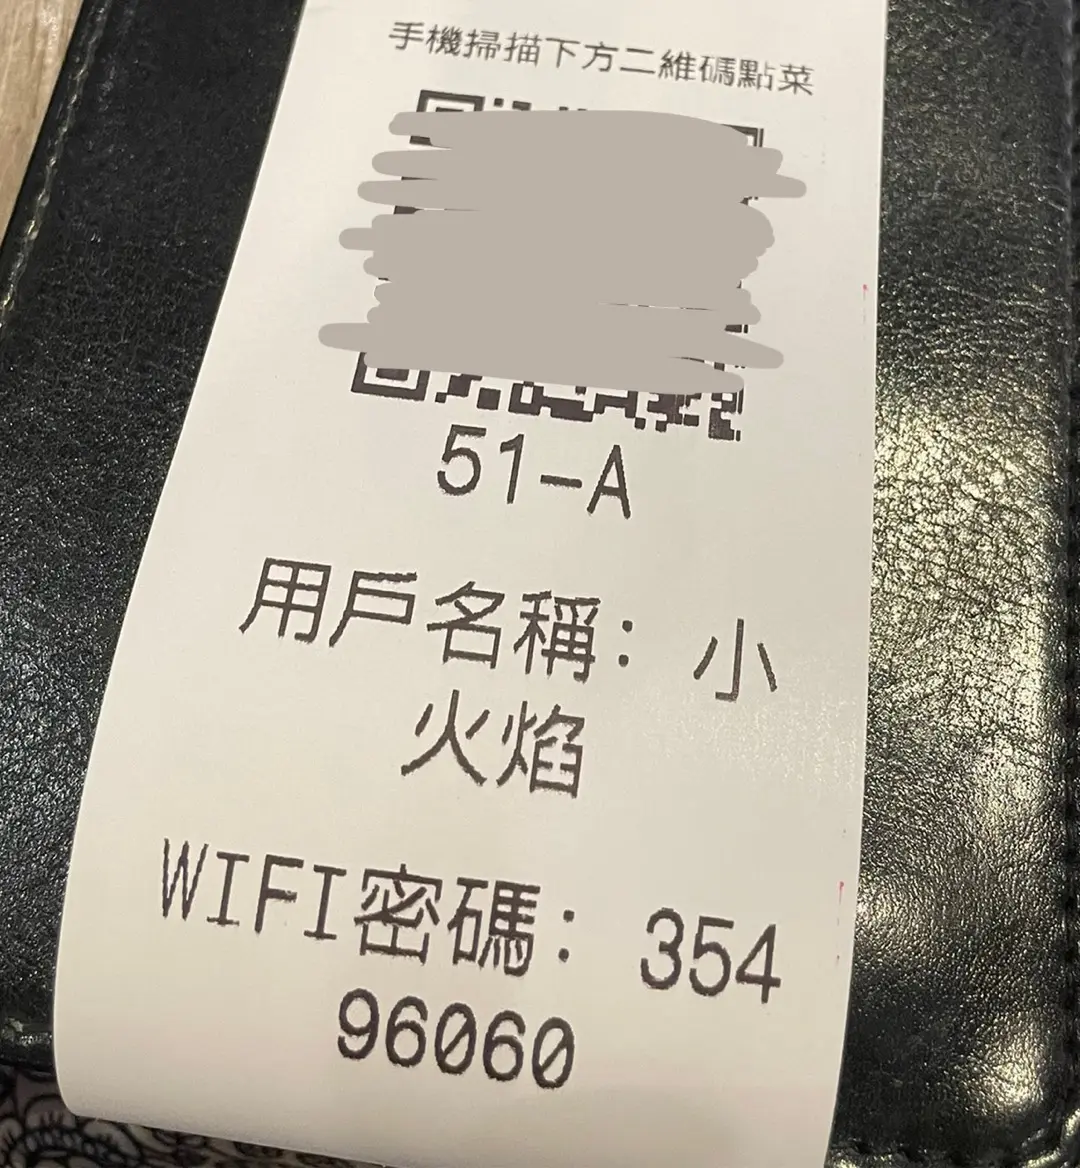 手機掃描下方二維碼點菜
51-A
用戶名稱: 小
火焰
WIFI密碼: 354
96060